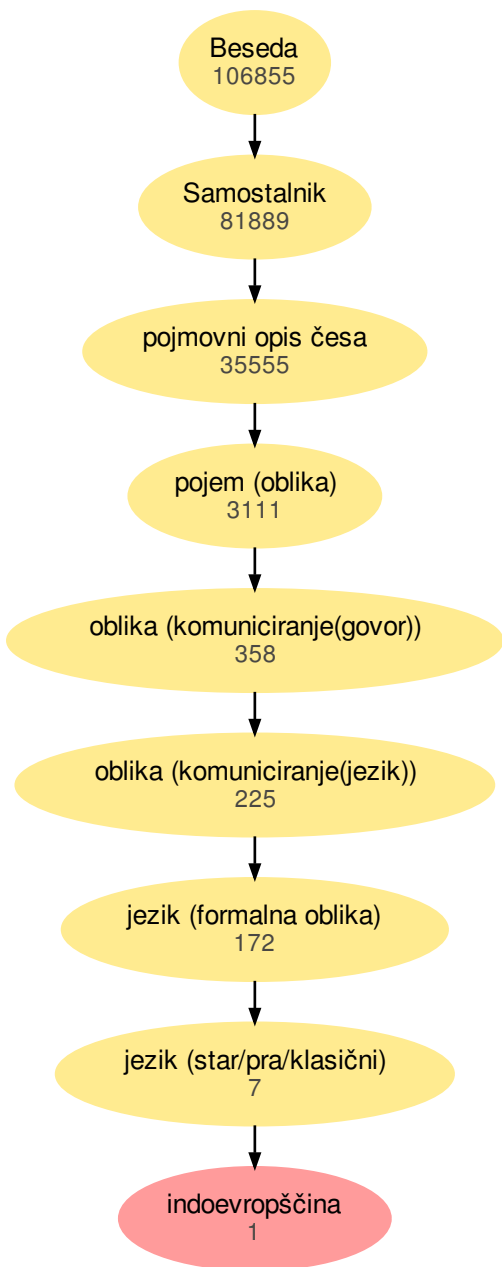 Beseda
106855
Samostalnik
81889
pojmovni opis česa
35555
pojem (oblika)
3111
oblika (komuniciranje(govor))
358
oblika (komuniciranje(jezik))
225
jezik (formalna oblika)
172
jezik (star/pra/klasični)
7
indoevropščina
1